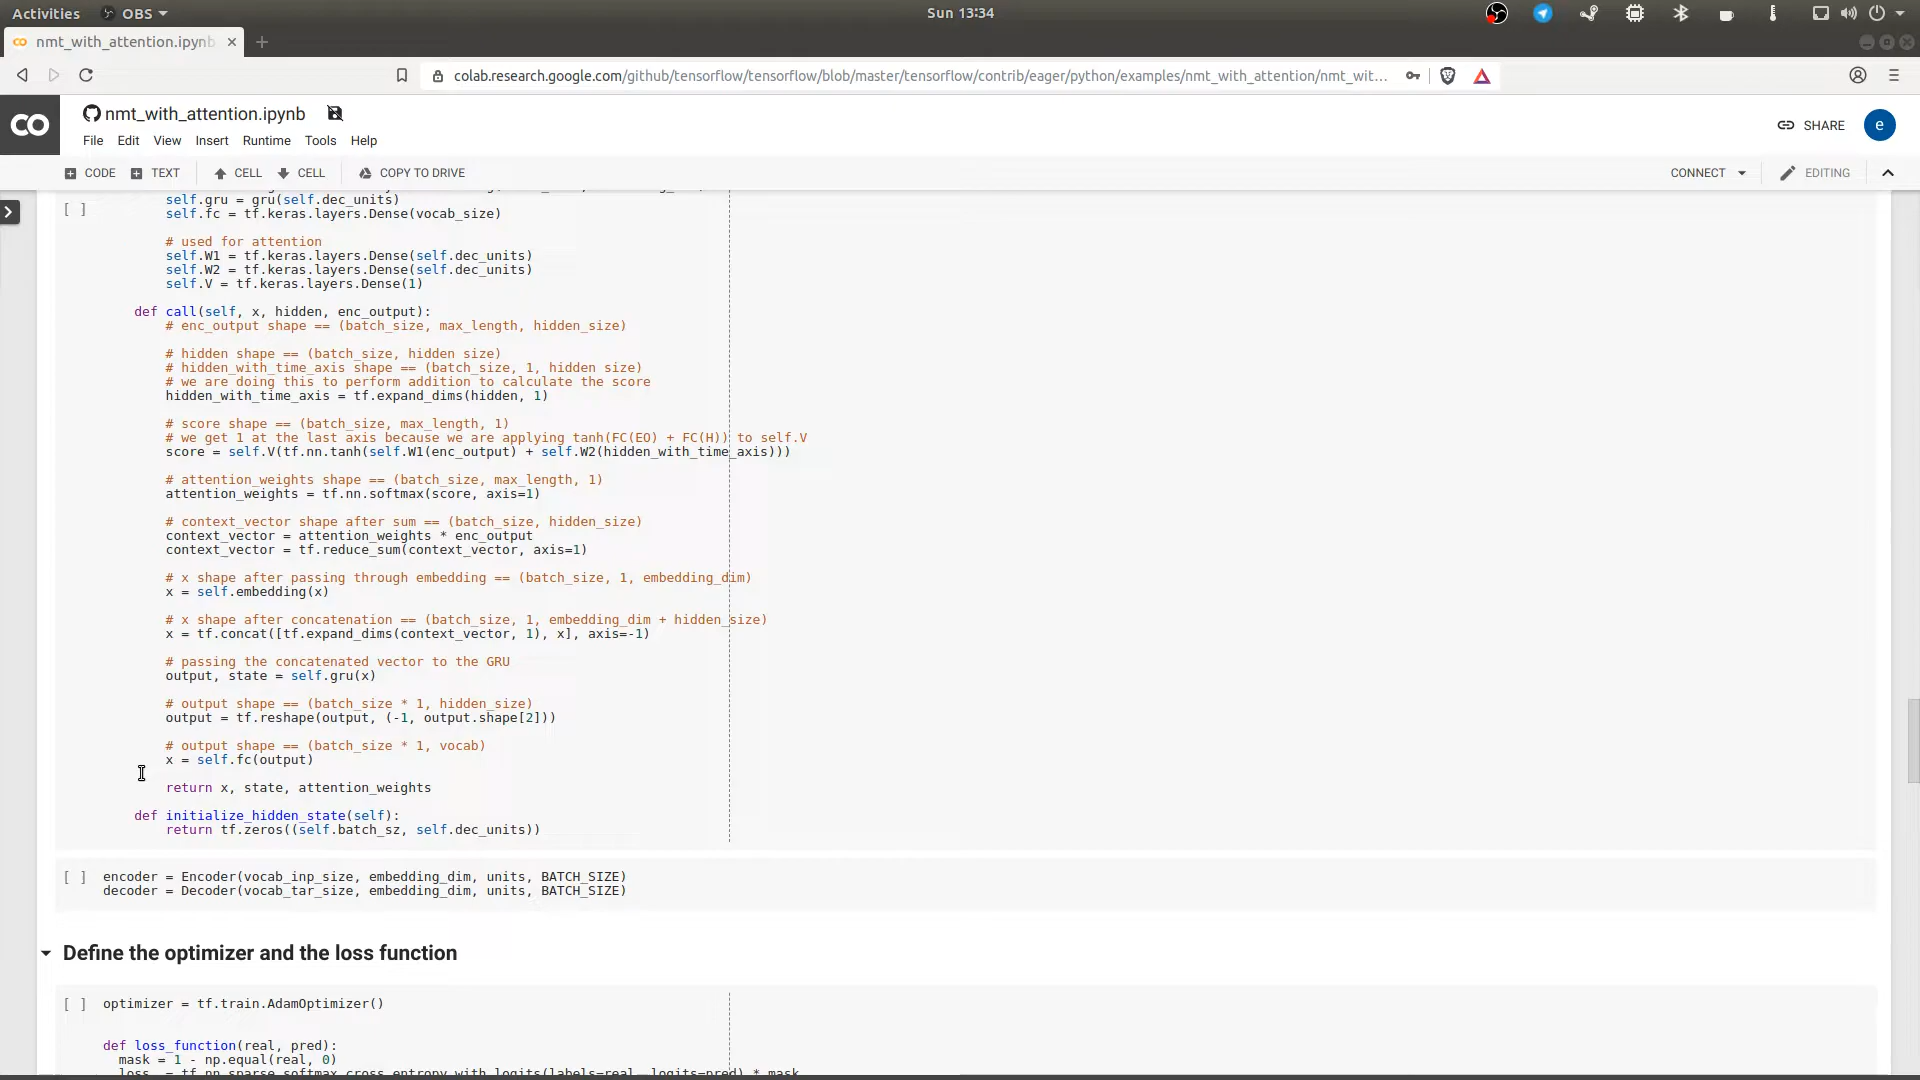 Activities OBS Sun 13:34
nmt_with_attention.ipynb
colab.research.google.com/github/tensorflow/tensorflow/blob/master/tensorflow/contrib/eager/python/examples/nmt_with_attention/nmt_wit...
CO nmt_with_attention.ipynb
SHARE e
File Edit View Insert Runtime Tools Help
CODE TEXT CELL CELL COPY TO DRIVE CONNECT EDITING
[ ] self.gru = gru(self.dec_units)
self.fc = tf.keras.layers.Dense(vocab_size)
# used for attention
self.W1 = tf.keras.layers.Dense(self.dec_units)
self.W2 = tf.keras.layers.Dense(self.dec_units)
self.V = tf.keras.layers.Dense(1)
def call(self, x, hidden, enc_output):
# enc_output shape == (batch_size, max_length, hidden_size)
# hidden shape == (batch_size, hidden size)
# hidden_with_time_axis shape == (batch_size, 1, hidden size)
# we are doing this to perform addition to calculate the score
hidden_with_time_axis = tf.expand_dims(hidden, 1)
# score shape == (batch_size, max_length, 1)
# we get 1 at the last axis because we are applying tanh(FC(EO) + FC(H)) to self.V
score = self.V(tf.nn.tanh(self.W1(enc_output) + self.W2(hidden_with_time_axis)))
# attention_weights shape == (batch_size, max_length, 1)
attention_weights = tf.nn.softmax(score, axis=1)
# context_vector shape after sum == (batch_size, hidden_size)
context_vector = attention_weights * enc_output
context_vector = tf.reduce_sum(context_vector, axis=1)
# x shape after passing through embedding == (batch_size, 1, embedding_dim)
x = self.embedding(x)
# x shape after concatenation == (batch_size, 1, embedding_dim + hidden_size)
x = tf.concat([tf.expand_dims(context_vector, 1), x], axis=-1)
# passing the concatenated vector to the GRU
output, state = self.gru(x)
# output shape == (batch_size * 1, hidden_size)
output = tf.reshape(output, (-1, output.shape[2]))
# output shape == (batch_size * 1, vocab)
x = self.fc(output)
return x, state, attention_weights
def initialize_hidden_state(self):
return tf.zeros((self.batch_sz, self.dec_units))
[ ] encoder = Encoder(vocab_inp_size, embedding_dim, units, BATCH_SIZE)
decoder = Decoder(vocab_tar_size, embedding_dim, units, BATCH_SIZE)
Define the optimizer and the loss function
[ ] optimizer = tf.train.AdamOptimizer()
def loss_function(real, pred):
mask = 1 - np.equal(real, 0)
loss_ = tf.nn.sparse_softmax_cross_entropy_with_logits(labels=real, logits=pred) * mask